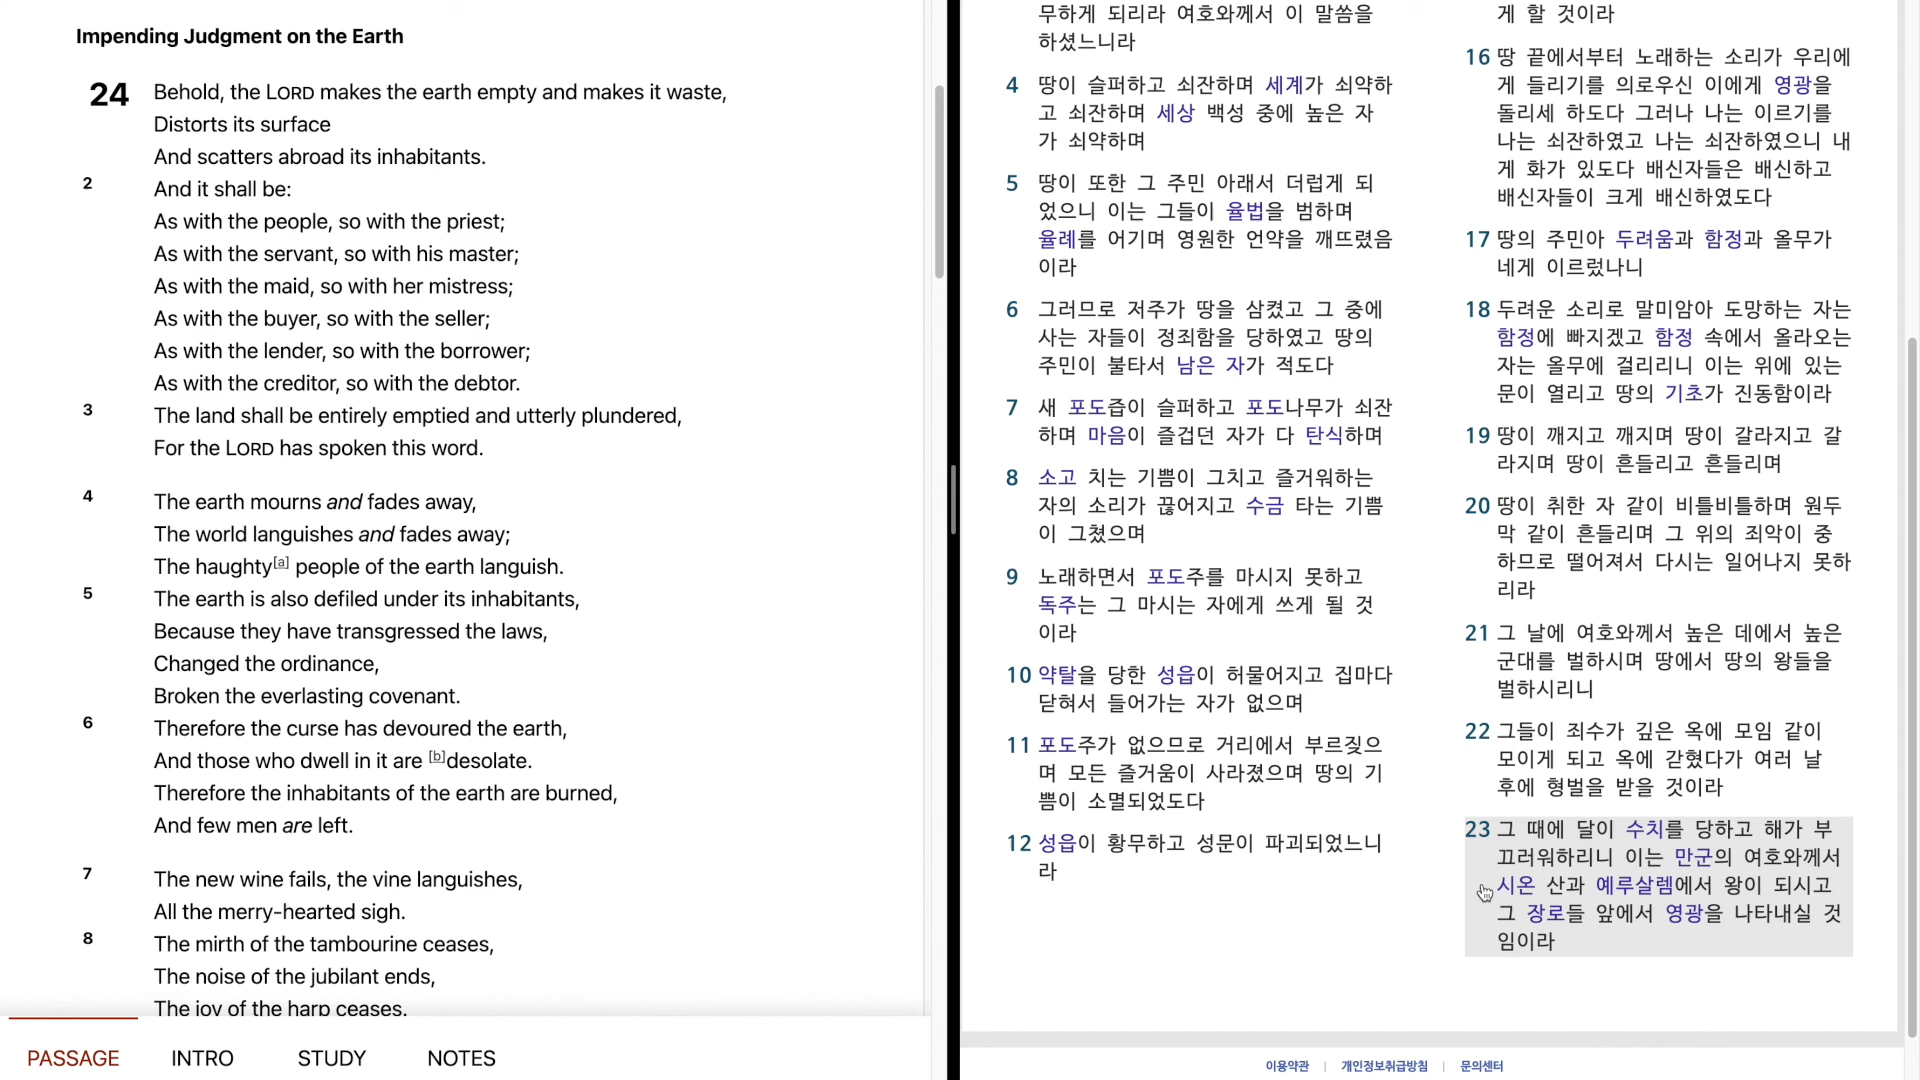 Impending Judgment on the Earth
24 Behold, the LORD makes the earth empty and makes it waste,
Distorts its surface
And scatters abroad its inhabitants.
2 And it shall be:
As with the people, so with the priest;
As with the servant, so with his master;
As with the maid, so with her mistress;
As with the buyer, so with the seller;
As with the lender, so with the borrower;
As with the creditor, so with the debtor.
3 The land shall be entirely emptied and utterly plundered,
For the LORD has spoken this word.
4 The earth mourns and fades away,
The world languishes and fades away;
The haughty[a] people of the earth languish.
5 The earth is also defiled under its inhabitants,
Because they have transgressed the laws,
Changed the ordinance,
Broken the everlasting covenant.
6 Therefore the curse has devoured the earth,
And those who dwell in it are [b]desolate.
Therefore the inhabitants of the earth are burned,
And few men are left.
7 The new wine fails, the vine languishes,
All the merry-hearted sigh.
8 The mirth of the tambourine ceases,
The noise of the jubilant ends,
The joy of the harp ceases.
PASSAGE INTRO STUDY NOTES
무하게 되리라 여호와께서 이 말씀을
하셨느니라
4 땅이 슬퍼하고 쇠잔하며 세계가 쇠약하
고 쇠잔하며 세상 백성 중에 높은 자
가 쇠약하며
5 땅이 또한 그 주민 아래서 더럽게 되
었으니 이는 그들이 율법을 범하며
율례를 어기며 영원한 언약을 깨뜨렸음
이라
6 그러므로 저주가 땅을 삼켰고 그 중에
사는 자들이 정죄함을 당하였고 땅의
주민이 불타서 남은 자가 적도다
7 새 포도즙이 슬퍼하고 포도나무가 쇠잔
하며 마음이 즐겁던 자가 다 탄식하며
8 소고 치는 기쁨이 그치고 즐거워하는
자의 소리가 끊어지고 수금 타는 기쁨
이 그쳤으며
9 노래하면서 포도주를 마시지 못하고
독주는 그 마시는 자에게 쓰게 될 것
이라
10 약탈을 당한 성읍이 허물어지고 집마다
닫혀서 들어가는 자가 없으며
11 포도주가 없으므로 거리에서 부르짖으
며 모든 즐거움이 사라졌으며 땅의 기
쁨이 소멸되었도다
12 성읍이 황무하고 성문이 파괴되었느니
라
게 할 것이라
16 땅 끝에서부터 노래하는 소리가 우리에
게 들리기를 의로우신 이에게 영광을
돌리세 하도다 그러나 나는 이르기를
나는 쇠잔하였고 나는 쇠잔하였으니 내
게 화가 있도다 배신자들은 배신하고
배신자들이 크게 배신하였도다
17 땅의 주민아 두려움과 함정과 올무가
네게 이르렀나니
18 두려운 소리로 말미암아 도망하는 자는
함정에 빠지겠고 함정 속에서 올라오는
자는 올무에 걸리리니 이는 위에 있는
문이 열리고 땅의 기초가 진동함이라
19 땅이 깨지고 깨지며 땅이 갈라지고 갈
라지며 땅이 흔들리고 흔들리며
20 땅이 취한 자 같이 비틀비틀하며 원두
막 같이 흔들리며 그 위의 죄악이 중
하므로 떨어져서 다시는 일어나지 못하
리라
21 그 날에 여호와께서 높은 데에서 높은
군대를 벌하시며 땅에서 땅의 왕들을
벌하시리니
22 그들이 죄수가 깊은 옥에 모임 같이
모이게 되고 옥에 갇혔다가 여러 날
후에 형벌을 받을 것이라
23 그 때에 달이 수치를 당하고 해가 부
끄러워하리니 이는 만군의 여호와께서
시온 산과 예루살렘에서 왕이 되시고
그 장로들 앞에서 영광을 나타내실 것
임이라
이용약관 | 개인정보취급방침 | 문의센터